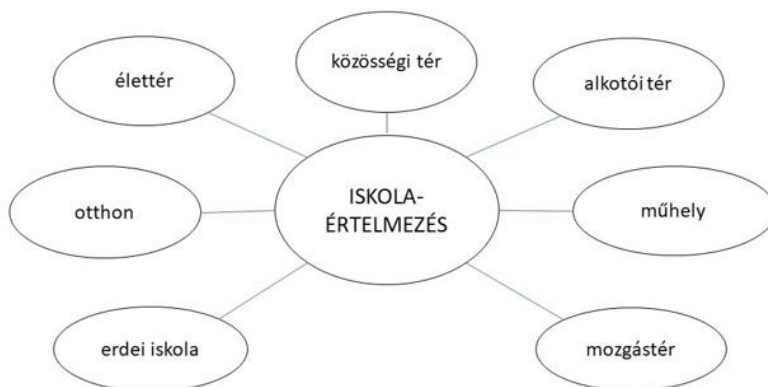 közösségi tér
élettér
alkotói tér
ISKOLA-
ÉRTELMEZÉS
otthon
műhely
erdei iskola
mozgástér